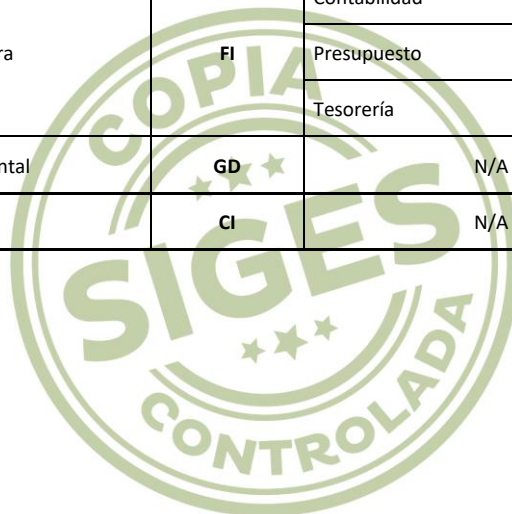 Contabilidad
ra FI Presupuesto
Tesorería
ntal GD N/A
CI N/A
COPIA
SIGES
CONTROLADA